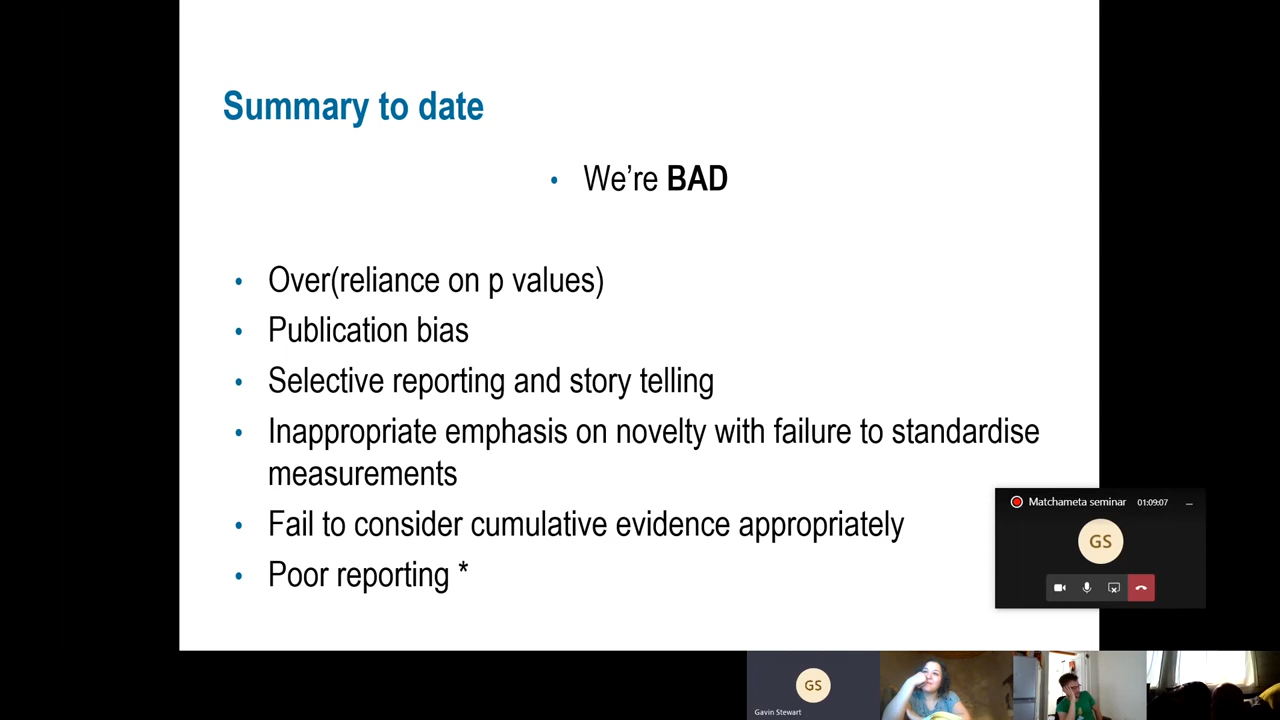 Summary to date
• We're BAD
• Over(reliance on p values)
• Publication bias
• Selective reporting and story telling
• Inappropriate emphasis on novelty with failure to standardise
measurements
• Fail to consider cumulative evidence appropriately
• Poor reporting *
Matchameta seminar 01:09:07
GS
GS
Gavin Stewart